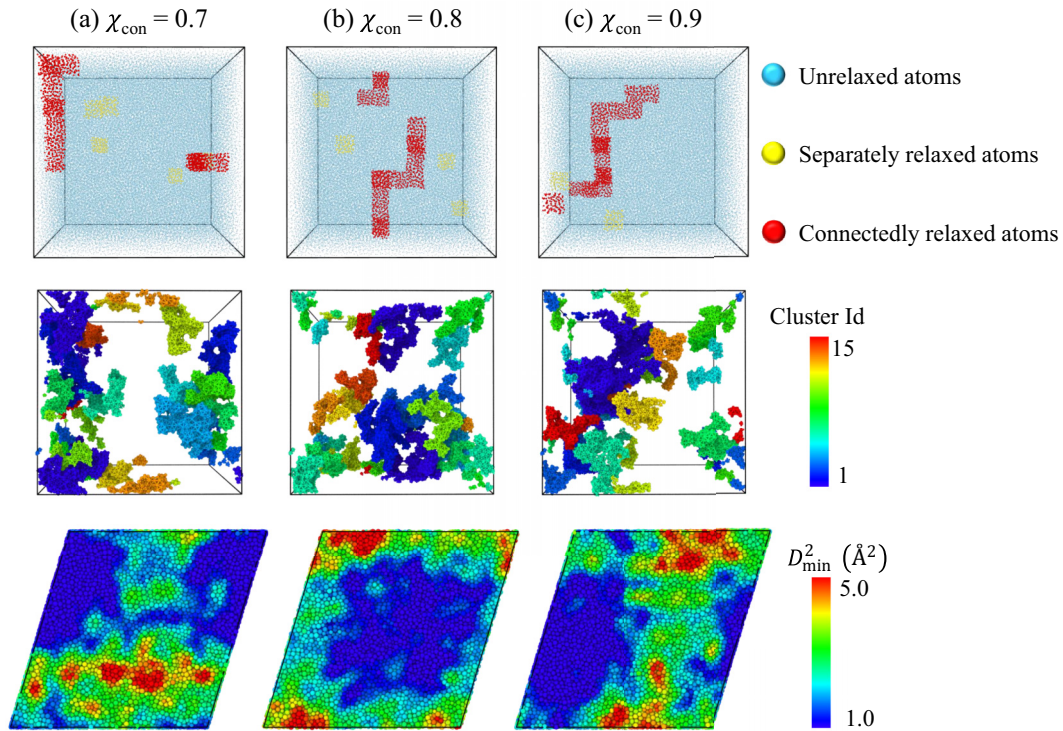 (a) χcon = 0.7
(b) χcon = 0.8
(c) χcon = 0.9
Unrelaxed atoms
Separately relaxed atoms
Connectedly relaxed atoms
Cluster Id
15
1
D²min (Å²)
5.0
1.0